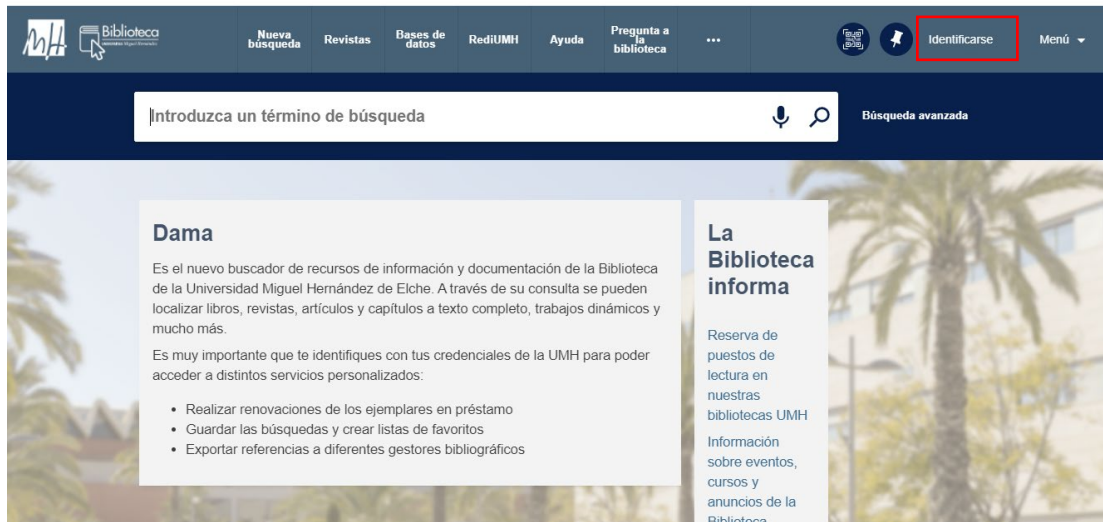 Biblioteca
Nueva búsqueda
Revistas
Bases de datos
RediUMH
Ayuda
Pregunta a la biblioteca
...
Identificarse
Menú
Introduzca un término de búsqueda
Búsqueda avanzada
Dama
Es el nuevo buscador de recursos de información y documentación de la Biblioteca
de la Universidad Miguel Hernández de Elche. A través de su consulta se pueden
localizar libros, revistas, artículos y capítulos a texto completo, trabajos dinámicos y
mucho más.
Es muy importante que te identifiques con tus credenciales de la UMH para poder
acceder a distintos servicios personalizados:
• Realizar renovaciones de los ejemplares en préstamo
• Guardar las búsquedas y crear listas de favoritos
• Exportar referencias a diferentes gestores bibliográficos
La
Biblioteca
informa
Reserva de
puestos de
lectura en
nuestras
bibliotecas UMH
Información
sobre eventos,
cursos y
anuncios de la
Biblioteca